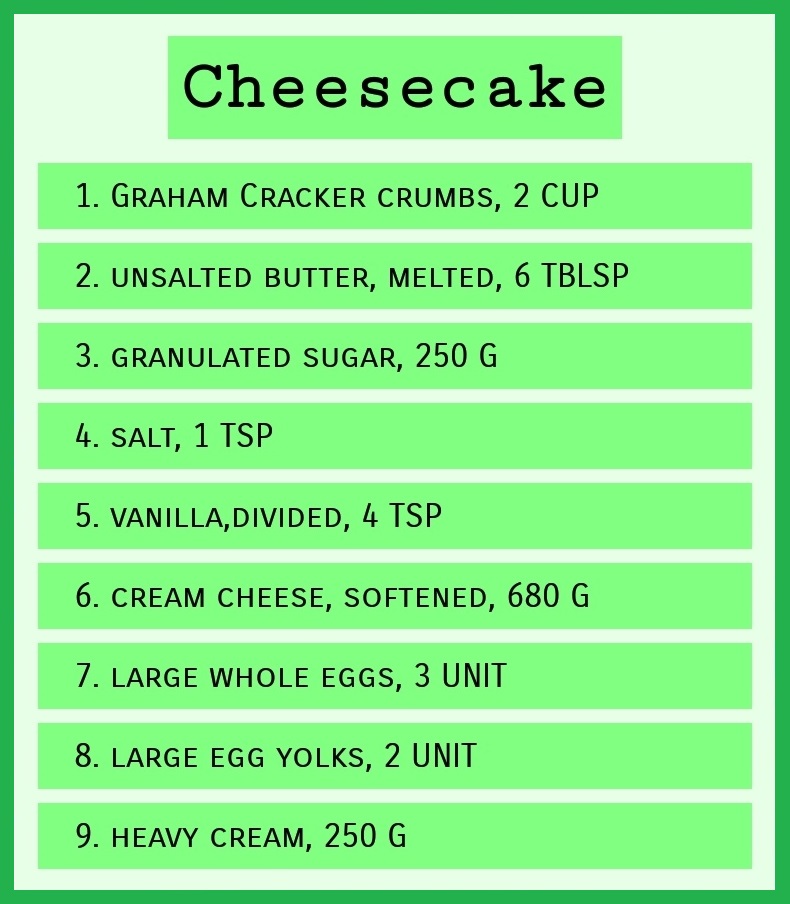 Cheesecake
1. Graham Cracker crumbs, 2 CUP
2. unsalted butter, melted, 6 TBLSP
3. granulated sugar, 250 G
4. salt, 1 TSP
5. vanilla,divided, 4 TSP
6. cream cheese, softened, 680 G
7. large whole eggs, 3 UNIT
8. large egg yolks, 2 UNIT
9. heavy cream, 250 G